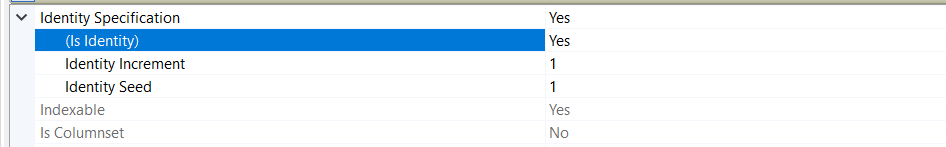 Identity Specification Yes
(Is Identity) Yes
Identity Increment 1
Identity Seed 1
Indexable Yes
Is Columnset No